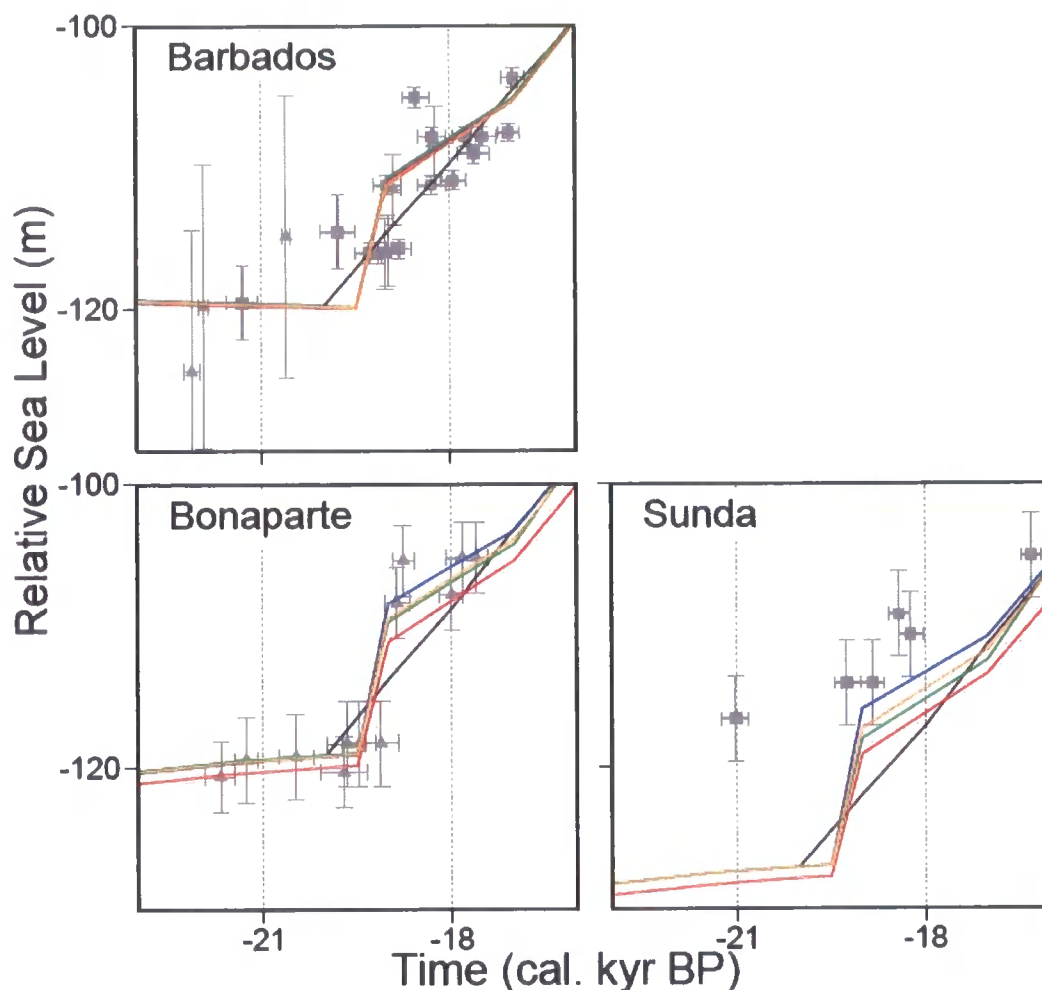 -100
Barbados
-120
Relative Sea Level (m)
-100
Bonaparte
Sunda
-120
-21
-18
-21
-18
Time (cal. kyr BP)